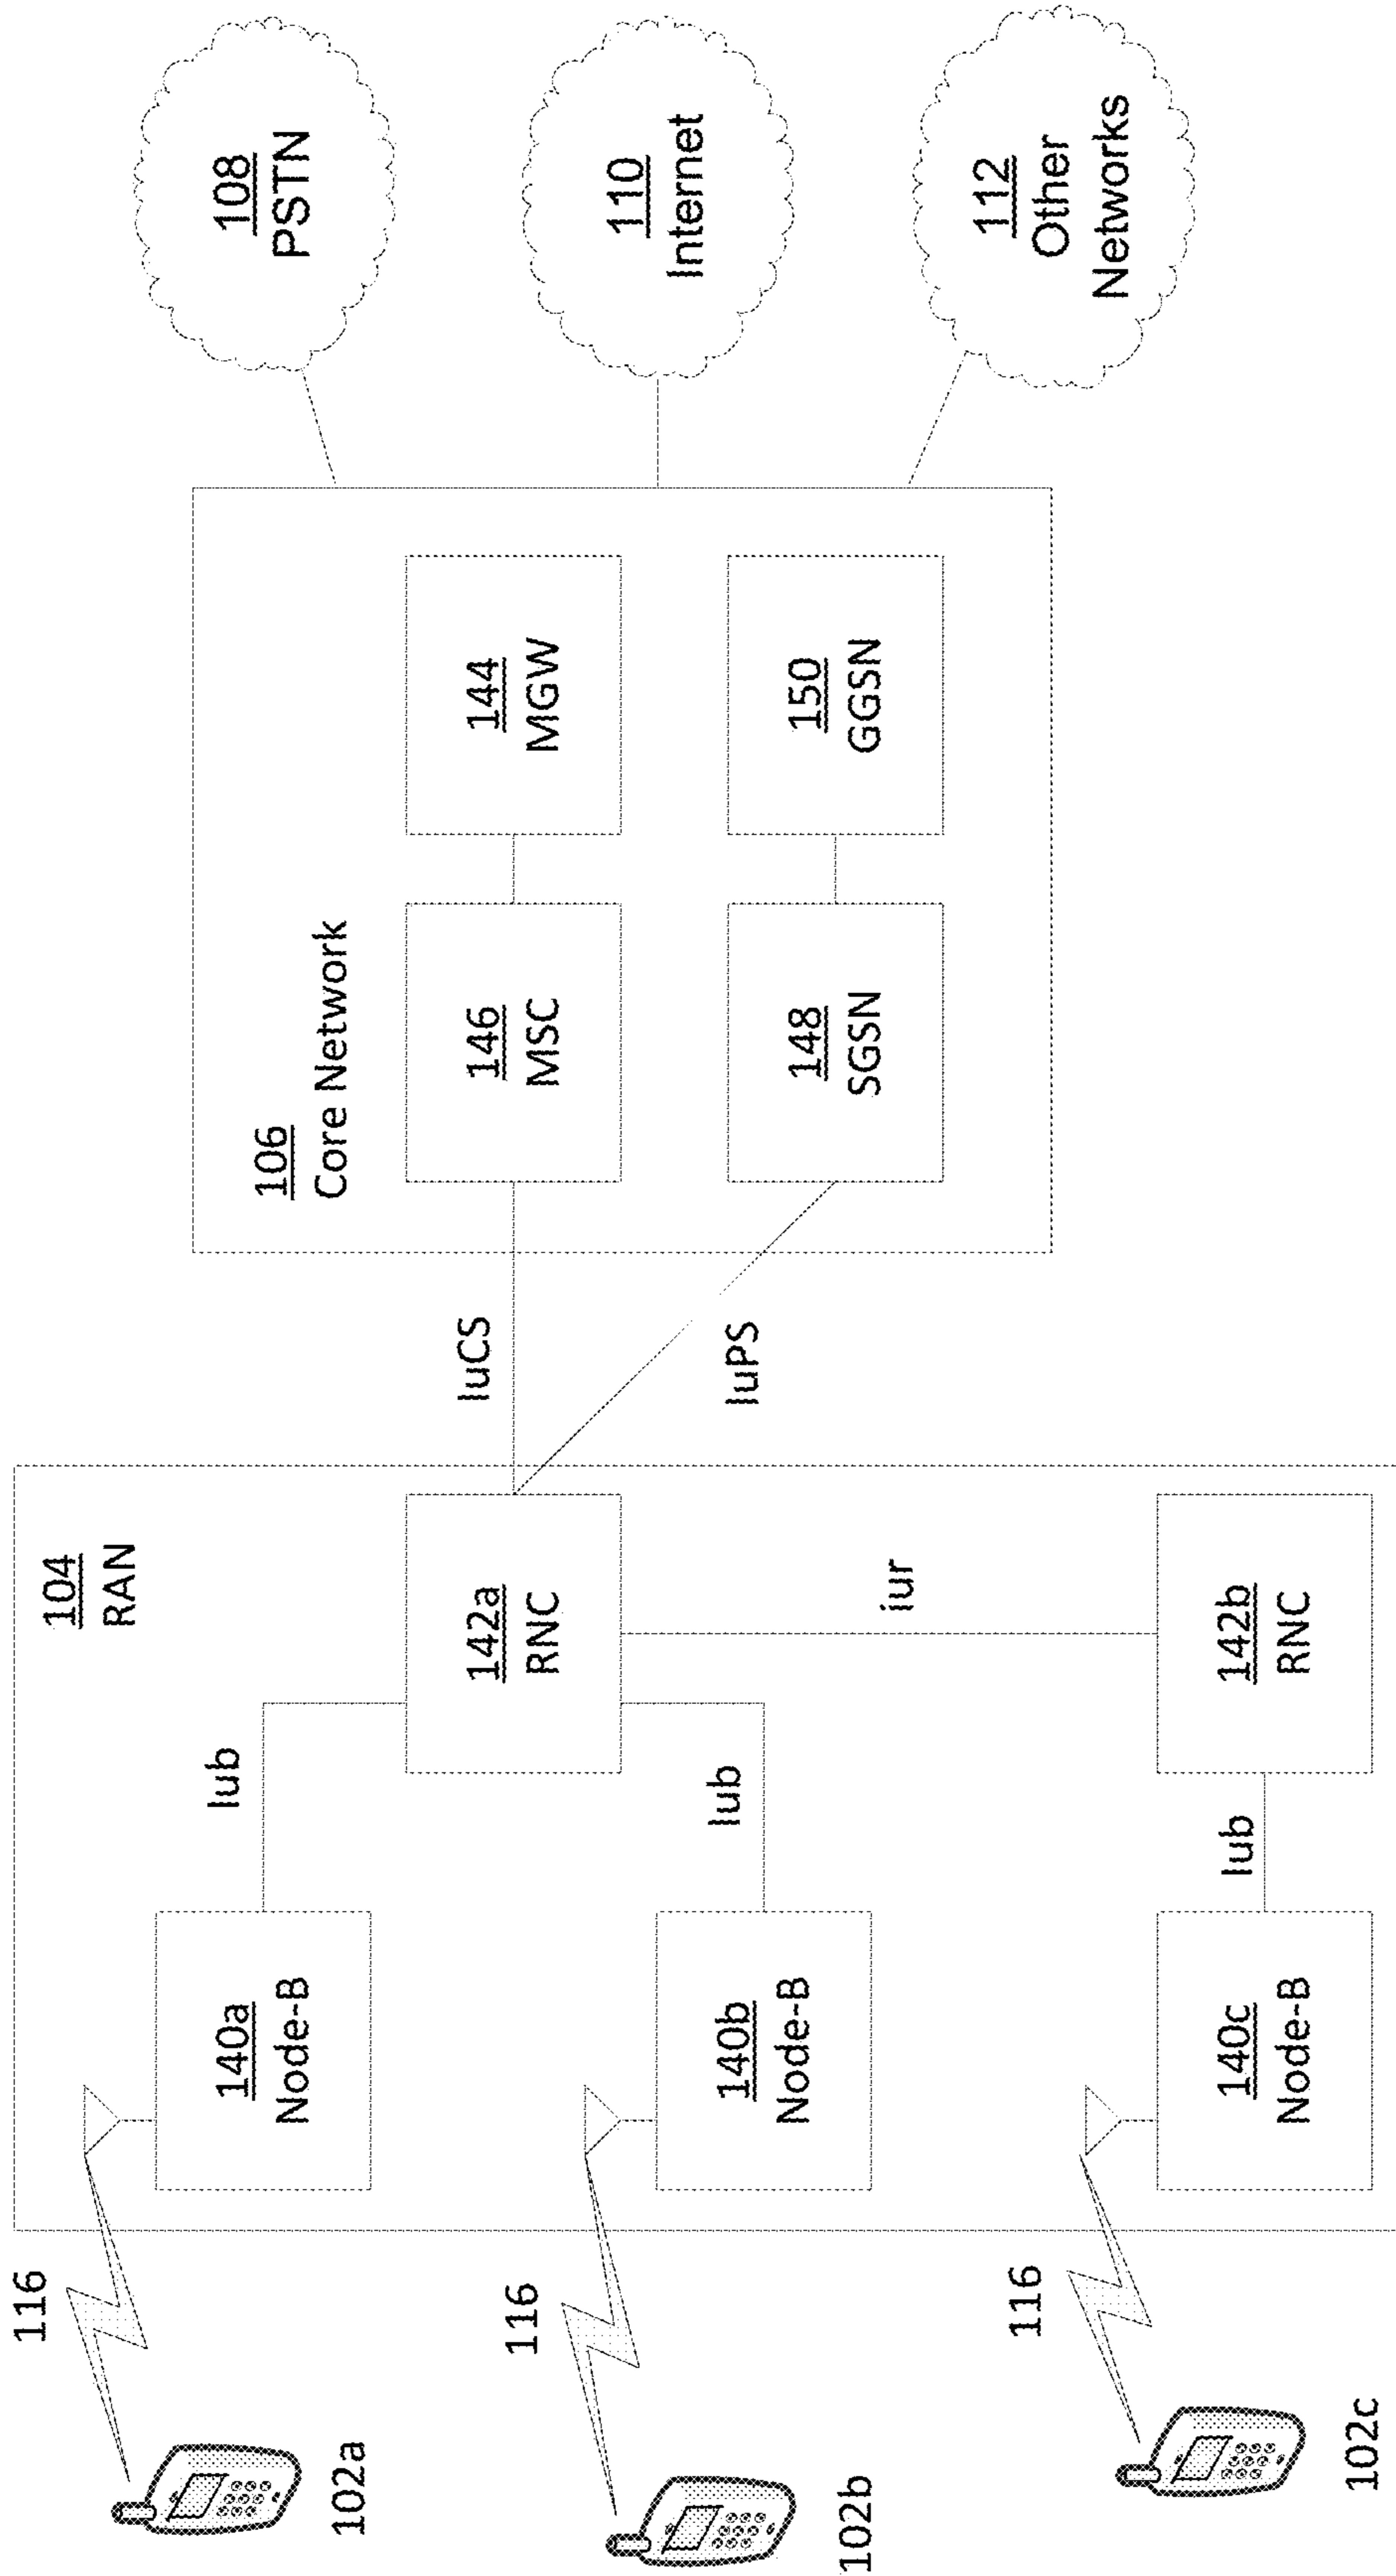 102a
116
140a
Node-B
Iub
104
RAN
102b
116
140b
Node-B
Iub
142a
RNC
iur
102c
116
140c
Node-B
Iub
142b
RNC
IuCS
IuPS
106
Core Network
146
MSC
144
MGW
148
SGSN
150
GGSN
108
PSTN
110
Internet
112
Other
Networks